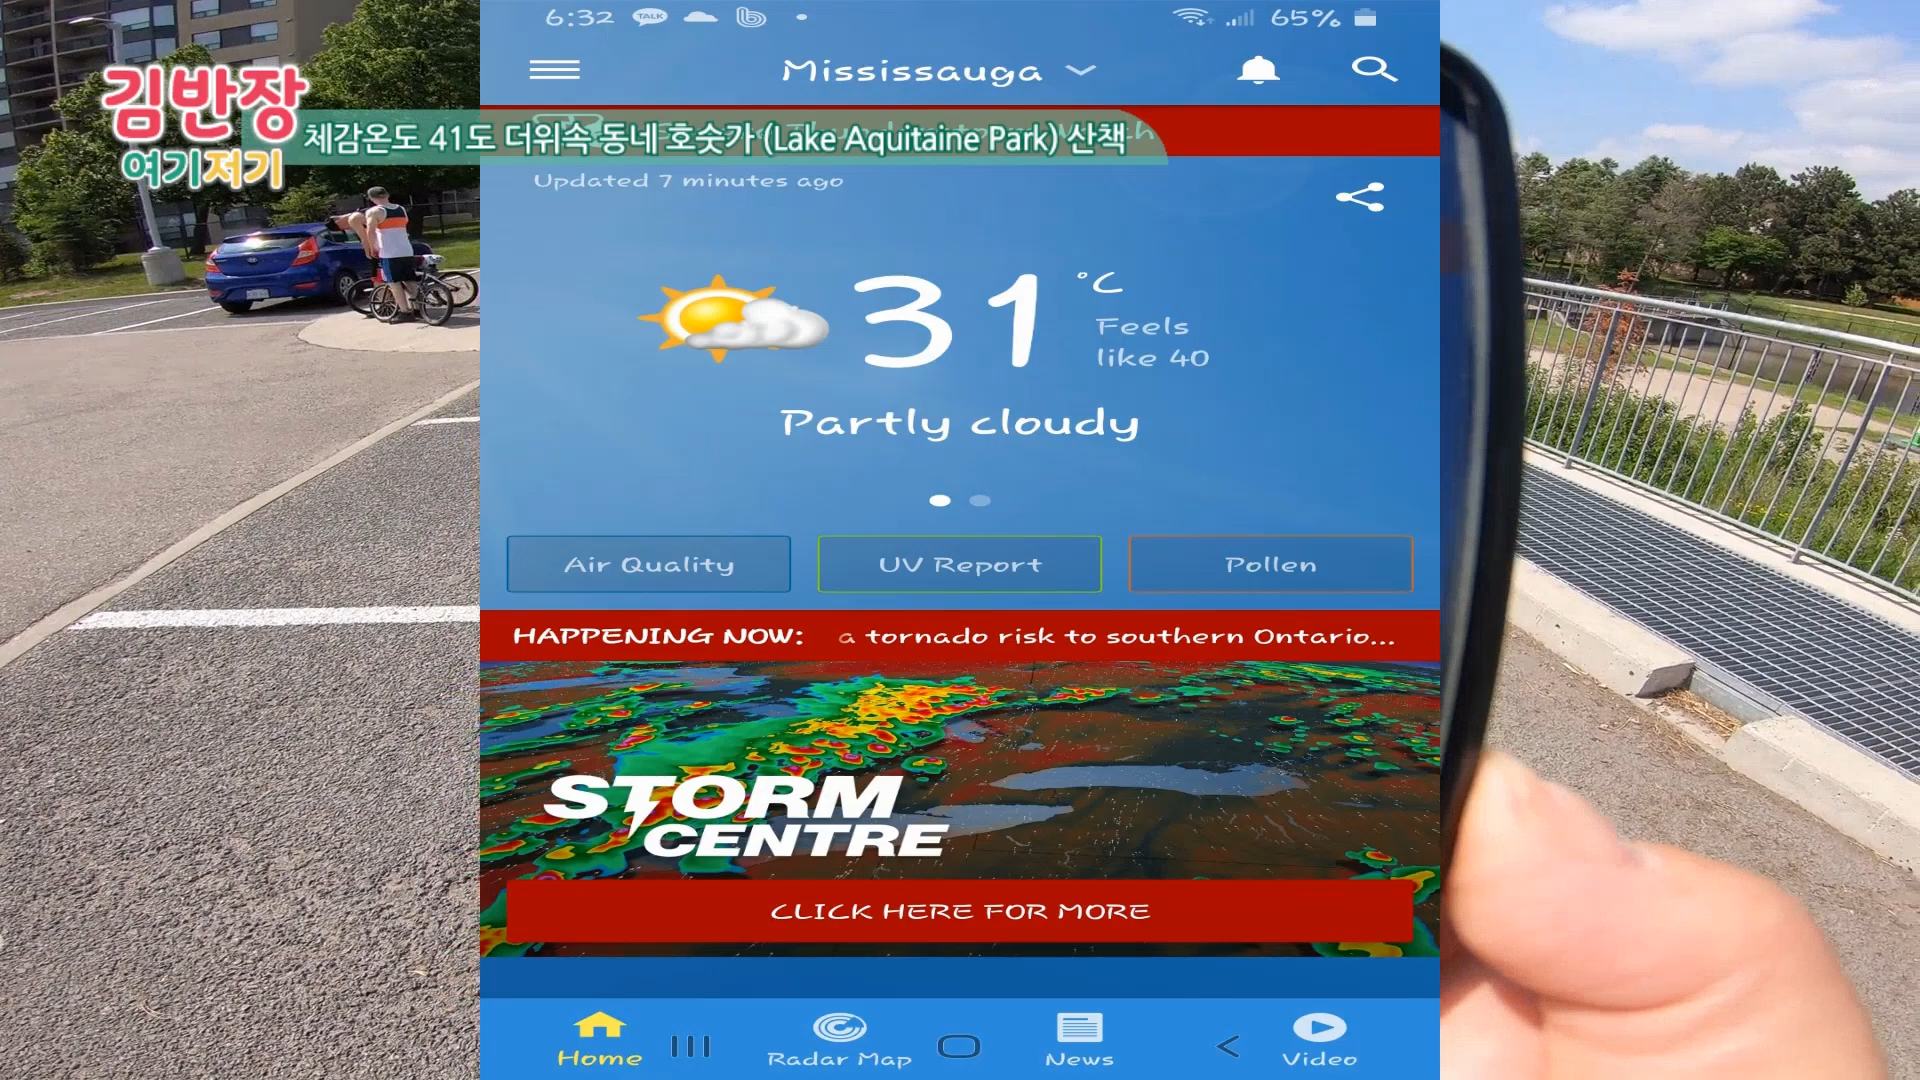 6:32 TALK 65%
Mississauga
김반장
여기저기
체감온도 41도 더위속 동네 호숫가 (Lake Aquitaine Park) 산책
Updated 7 minutes ago
31 °C
Feels
like 40
Partly cloudy
Air Quality UV Report Pollen
HAPPENING NOW: a tornado risk to southern Ontario...
STORM
CENTRE
CLICK HERE FOR MORE
Home Radar Map News Video